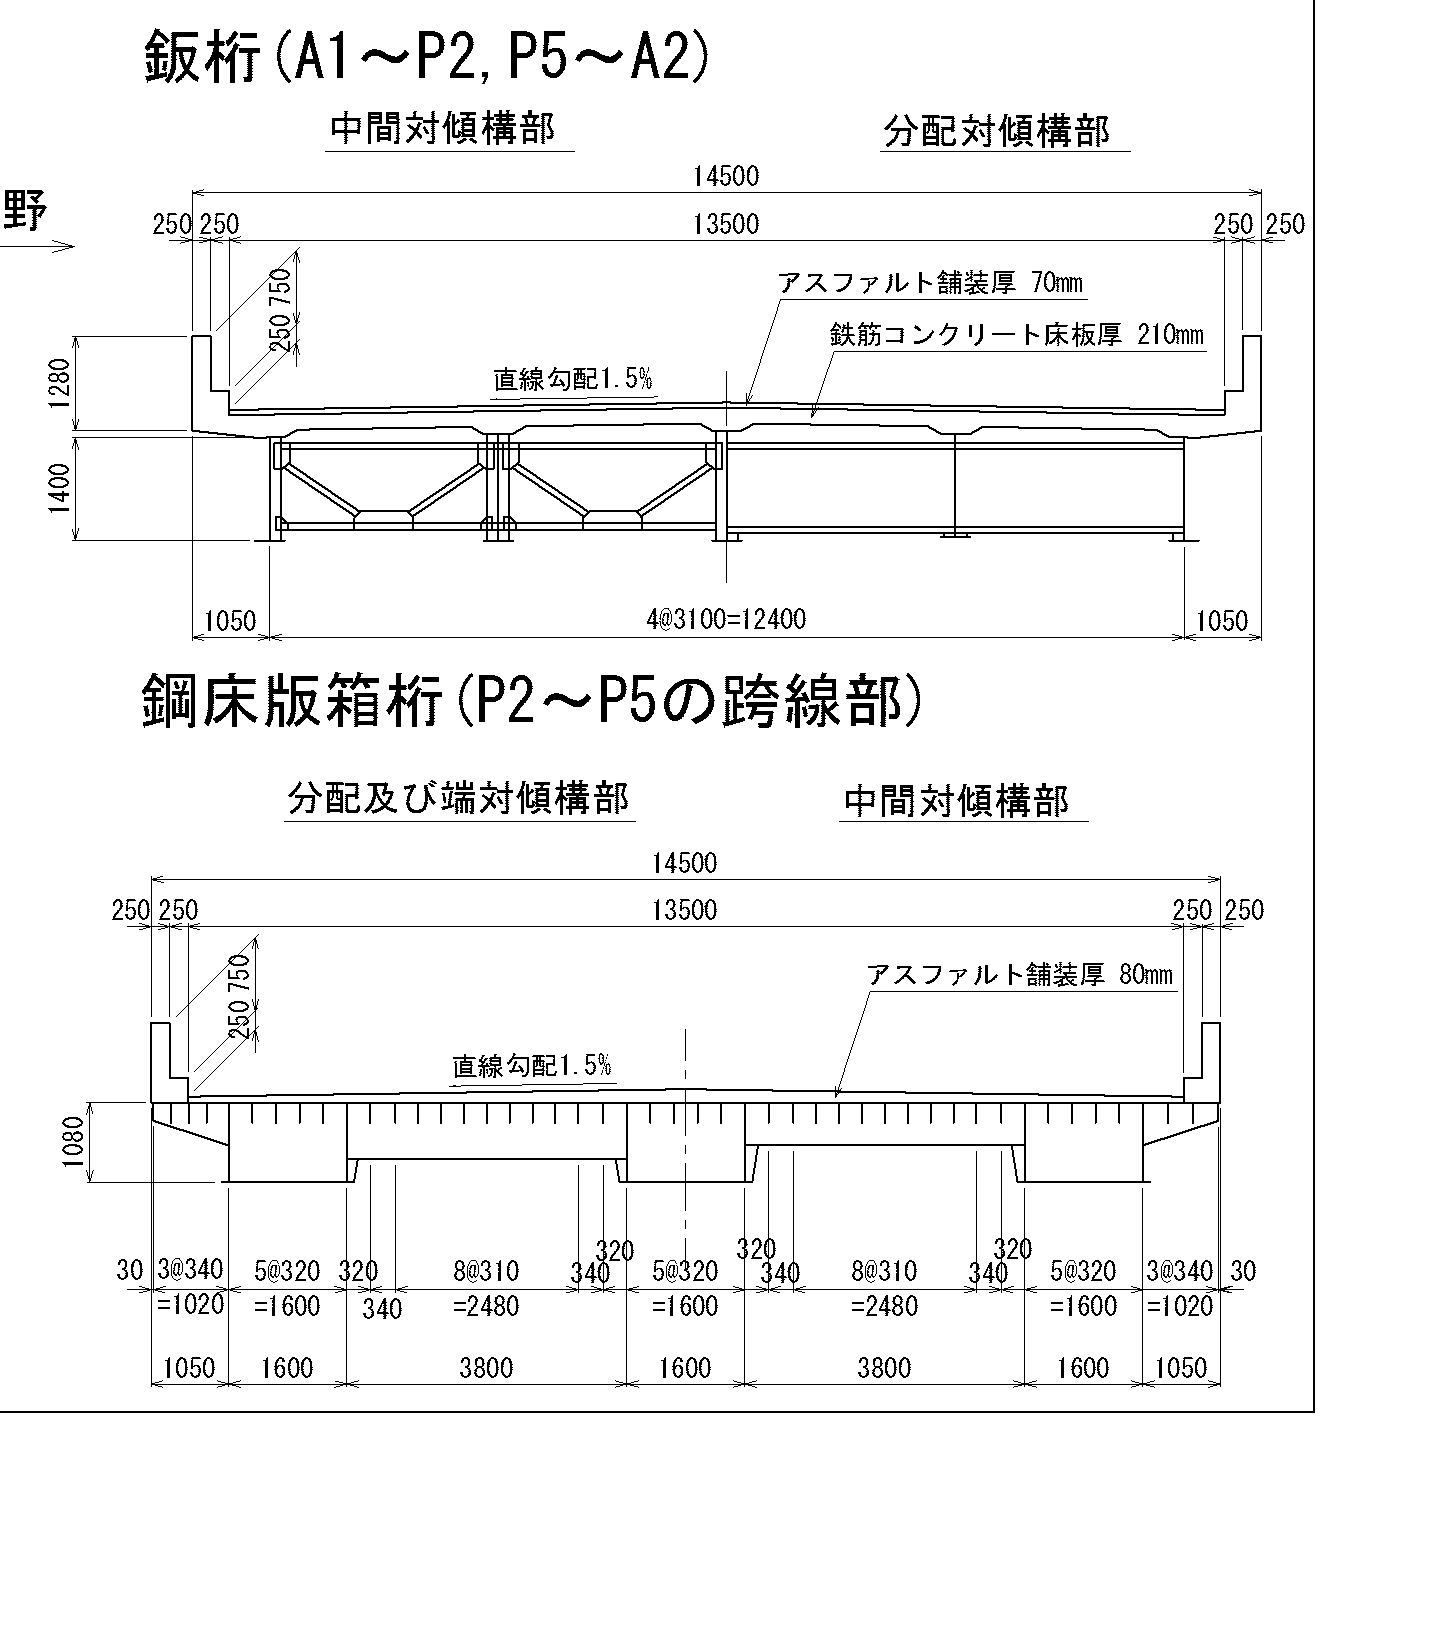 鈑桁(A1～P2,P5～A2)
中間対傾構部
分配対傾構部
14500
野
250 250 13500 250 250
250 750
アスファルト舗装厚 70mm
鉄筋コンクリート床板厚 210mm
直線勾配1.5%
1280
1400
1050 4@3100=12400 1050
鋼床版箱桁(P2～P5の跨線部)
分配及び端対傾構部
中間対傾構部
14500
250 250 13500 250 250
250 750
アスファルト舗装厚 80mm
直線勾配1.5%
1080
320 320 320
30 3@340 5@320 320 8@310 340 5@320 340 8@310 340 5@320 3@340 30
=1020 =1600 340 =2480 =1600 =2480 =1600 =1020
1050 1600 3800 1600 3800 1600 1050